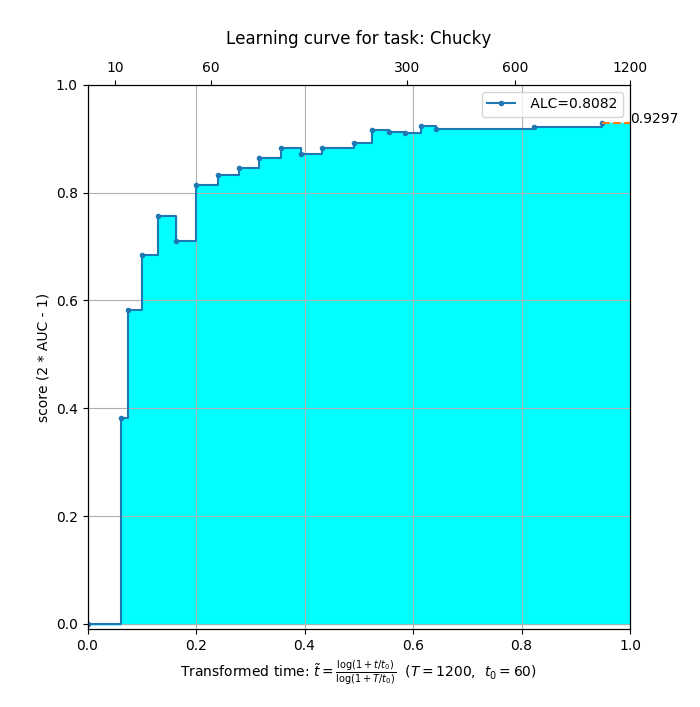 Learning curve for task: Chucky
10 60 300 600 1200
1.0 ALC=0.8082
0.9297
0.8
0.6
0.4
0.2
0.0
score (2 * AUC - 1)
0.0 0.2 0.4 0.6 0.8 1.0
Transformed time: t̃ = log(1 + t/t₀) / log(1 + T/t₀) (T = 1200, t₀ = 60)